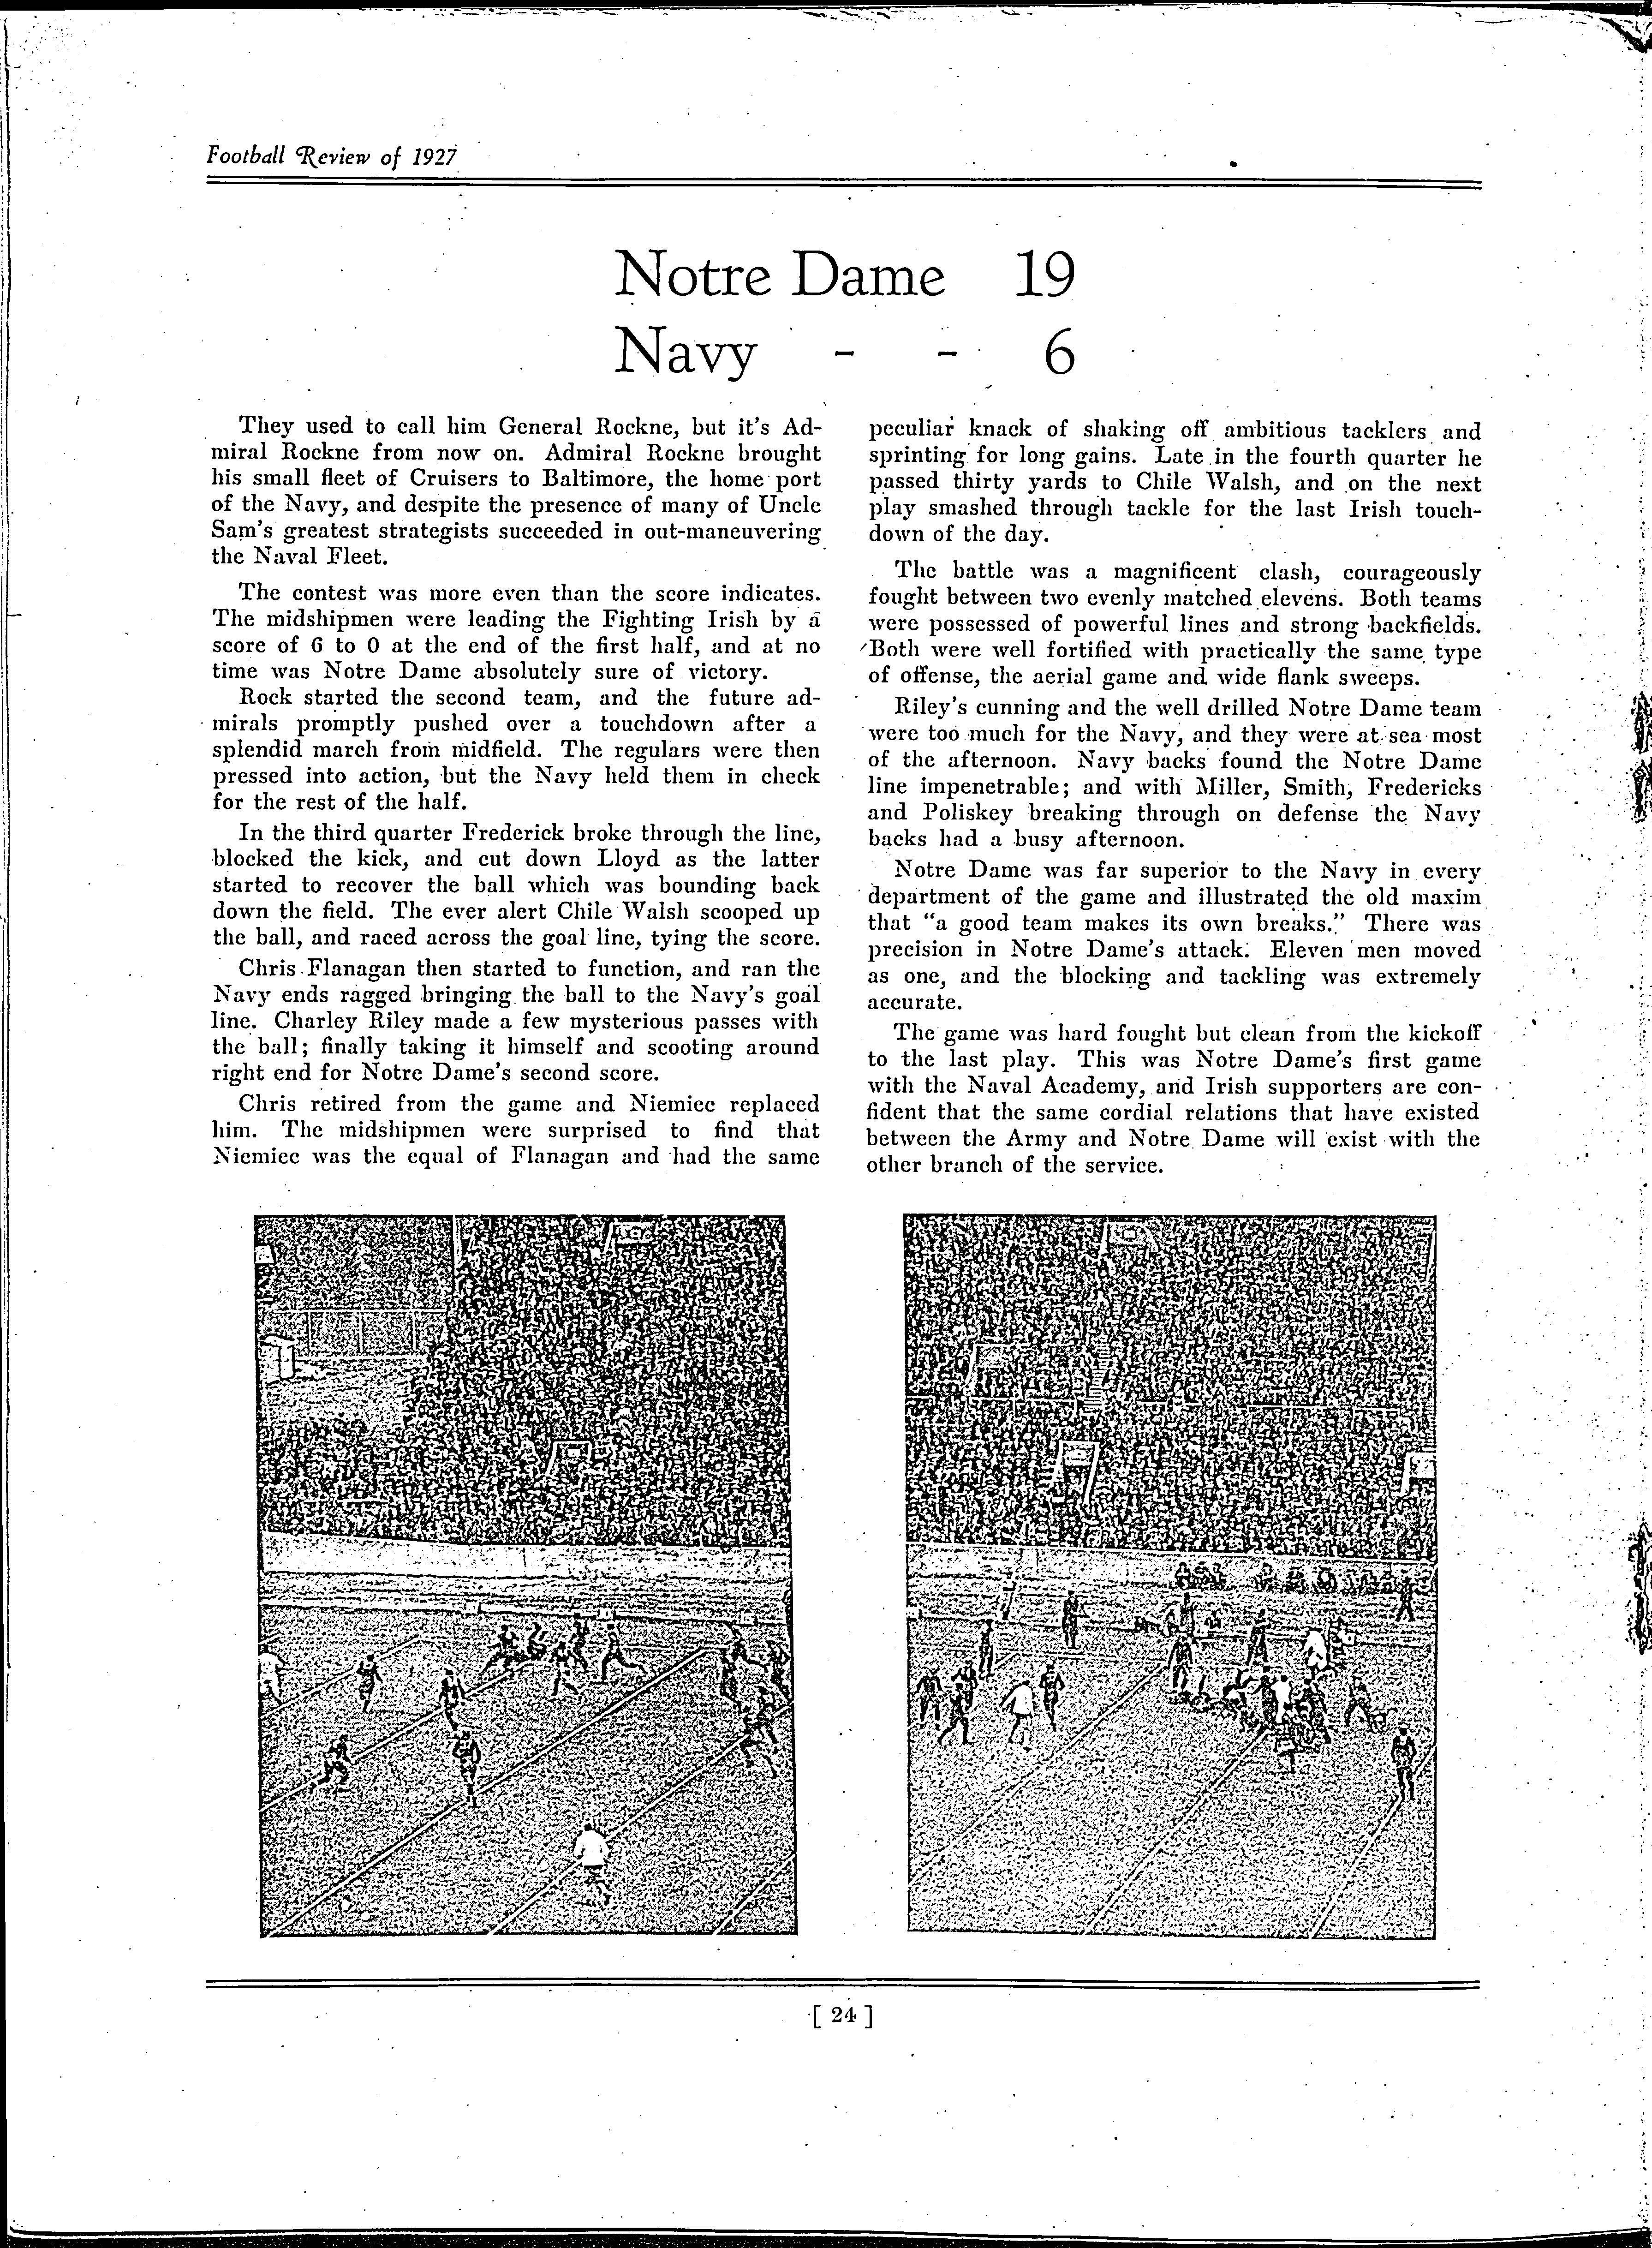 Football Review of 1927
Notre Dame 19
Navy - - 6
They used to call him General Rockne, but it's Ad-
miral Rockne from now on. Admiral Rockne brought
his small fleet of Cruisers to Baltimore, the home port
of the Navy, and despite the presence of many of Uncle
Sam's greatest strategists succeeded in out-maneuvering
the Naval Fleet.
The contest was more even than the score indicates.
The midshipmen were leading the Fighting Irish by a
score of 6 to 0 at the end of the first half, and at no
time was Notre Dame absolutely sure of victory.
Rock started the second team, and the future ad-
mirals promptly pushed over a touchdown after a
splendid march from midfield. The regulars were then
pressed into action, but the Navy held them in check
for the rest of the half.
In the third quarter Frederick broke through the line,
blocked the kick, and cut down Lloyd as the latter
started to recover the ball which was bounding back
down the field. The ever alert Chile Walsh scooped up
the ball, and raced across the goal line, tying the score.
Chris Flanagan then started to function, and ran the
Navy ends ragged bringing the ball to the Navy's goal
line. Charley Riley made a few mysterious passes with
the ball; finally taking it himself and scooting around
right end for Notre Dame's second score.
Chris retired from the game and Niemiec replaced
him. The midshipmen were surprised to find that
Niemiec was the equal of Flanagan and had the same
peculiar knack of shaking off ambitious tacklers and
sprinting for long gains. Late in the fourth quarter he
passed thirty yards to Chile Walsh, and on the next
play smashed through tackle for the last Irish touch-
down of the day.
The battle was a magnificent clash, courageously
fought between two evenly matched elevens. Both teams
were possessed of powerful lines and strong backfields.
Both were well fortified with practically the same type
of offense, the aerial game and wide flank sweeps.
Riley's cunning and the well drilled Notre Dame team
were too much for the Navy, and they were at sea most
of the afternoon. Navy backs found the Notre Dame
line impenetrable; and with Miller, Smith, Fredericks
and Poliskey breaking through on defense the Navy
backs had a busy afternoon.
Notre Dame was far superior to the Navy in every
department of the game and illustrated the old maxim
that "a good team makes its own breaks." There was
precision in Notre Dame's attack. Eleven men moved
as one, and the blocking and tackling was extremely
accurate.
The game was hard fought but clean from the kickoff
to the last play. This was Notre Dame's first game
with the Naval Academy, and Irish supporters are con-
fident that the same cordial relations that have existed
between the Army and Notre Dame will exist with the
other branch of the service.
[ 24 ]